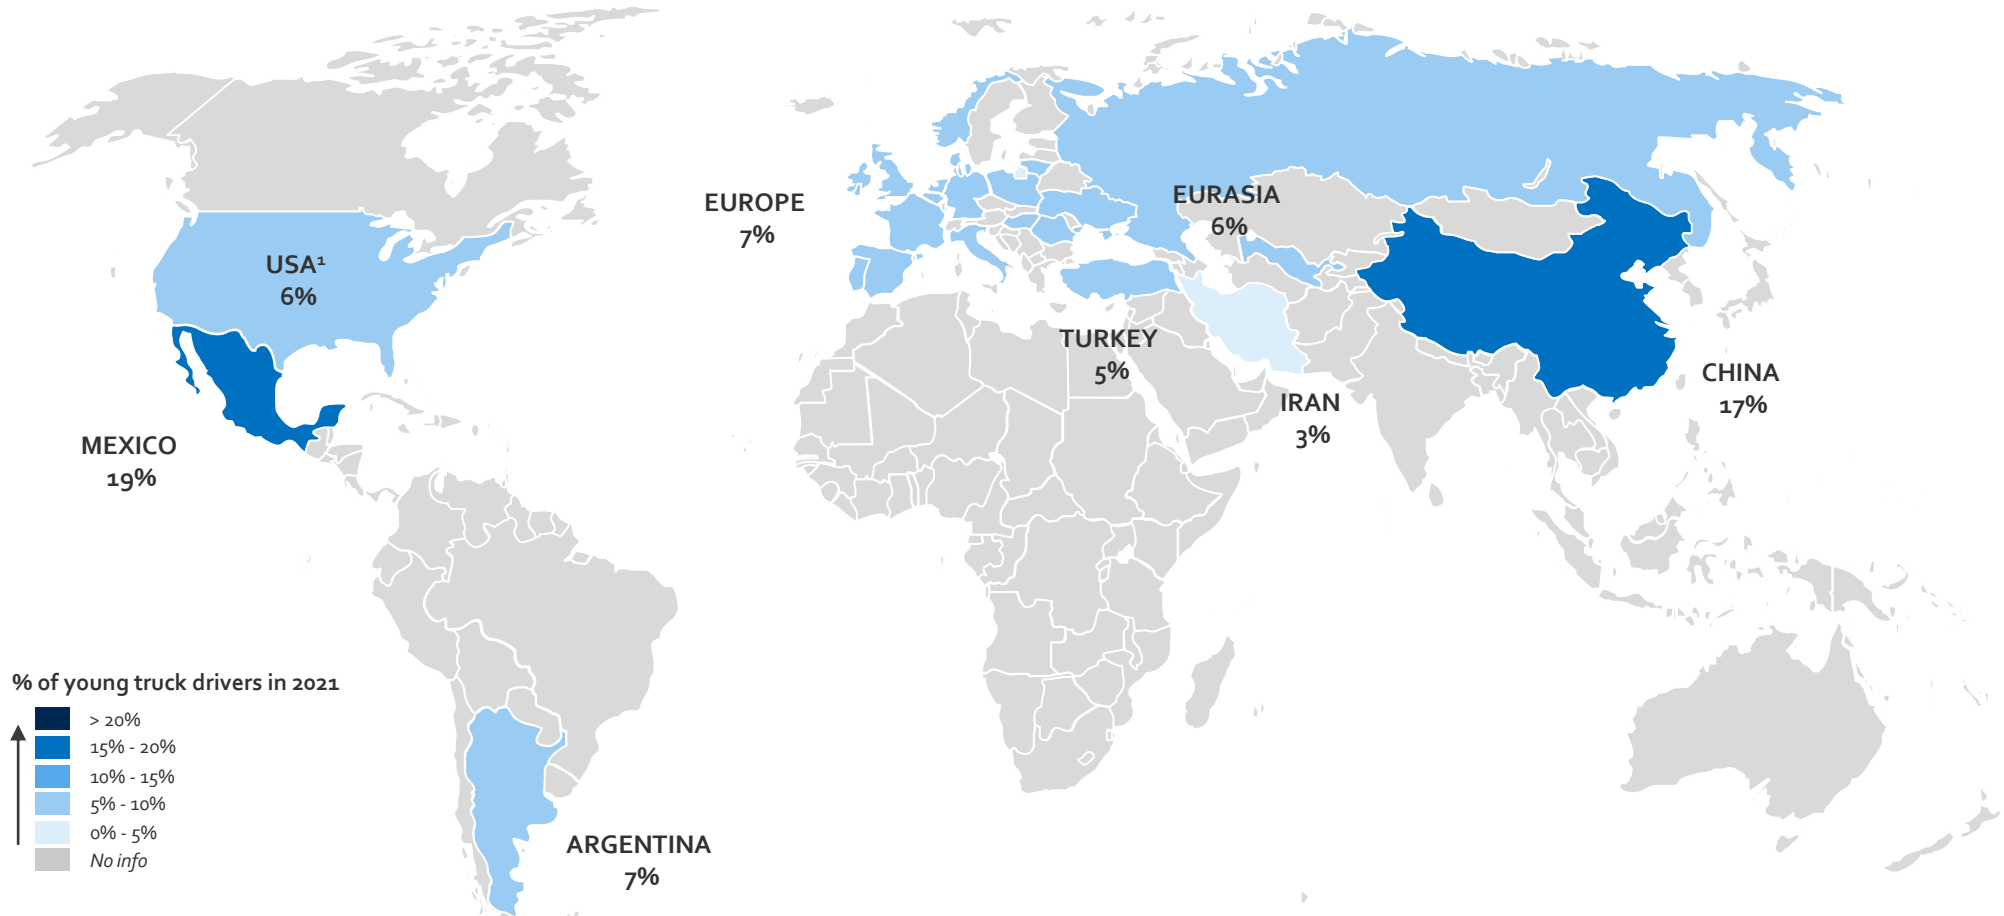 EUROPE
7%
EURASIA
6%
USA¹
6%
TURKEY
5%
CHINA
17%
IRAN
3%
MEXICO
19%
% of young truck drivers in 2021
> 20%
15% - 20%
10% - 15%
5% - 10%
0% - 5%
No info
ARGENTINA
7%